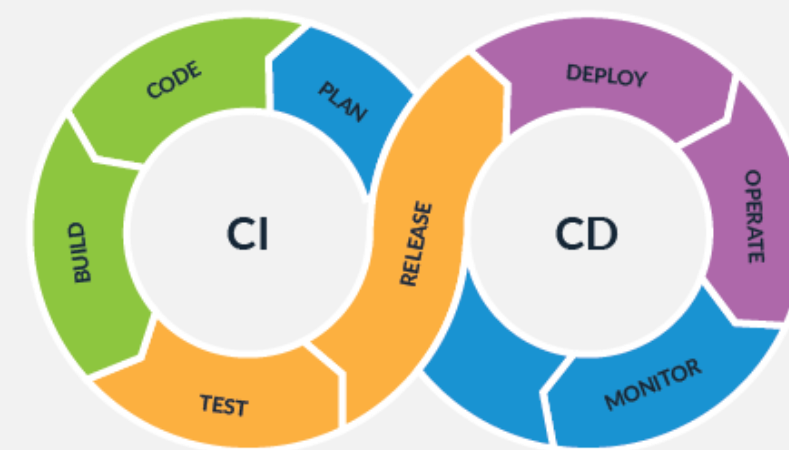 PLAN
CODE
BUILD
TEST
RELEASE
DEPLOY
OPERATE
MONITOR
CI
CD